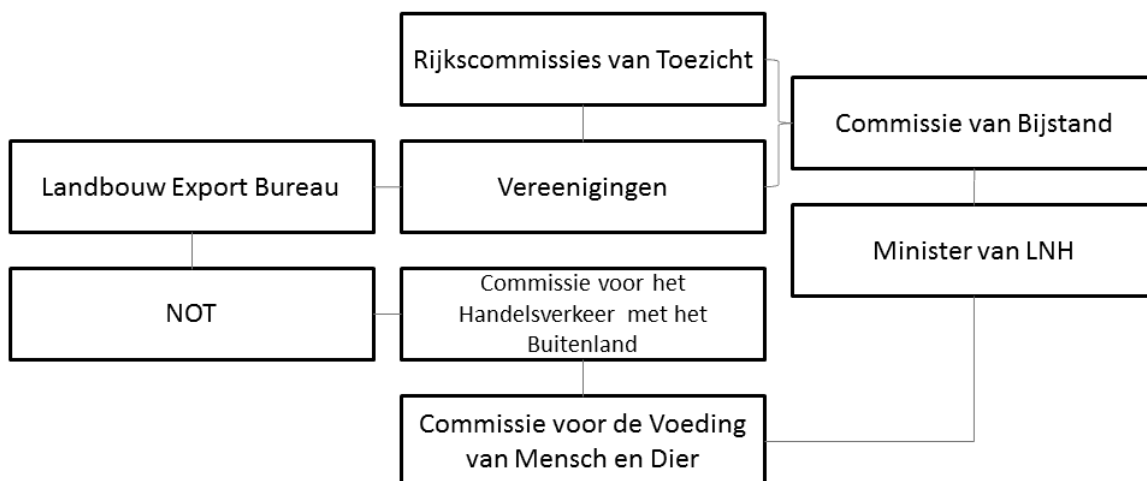 Rijkscommissies van Toezicht
Commissie van Bijstand
Landbouw Export Bureau
Vereenigingen
Minister van LNH
NOT
Commissie voor het
Handelsverkeer met het
Buitenland
Commissie voor de Voeding
van Mensch en Dier